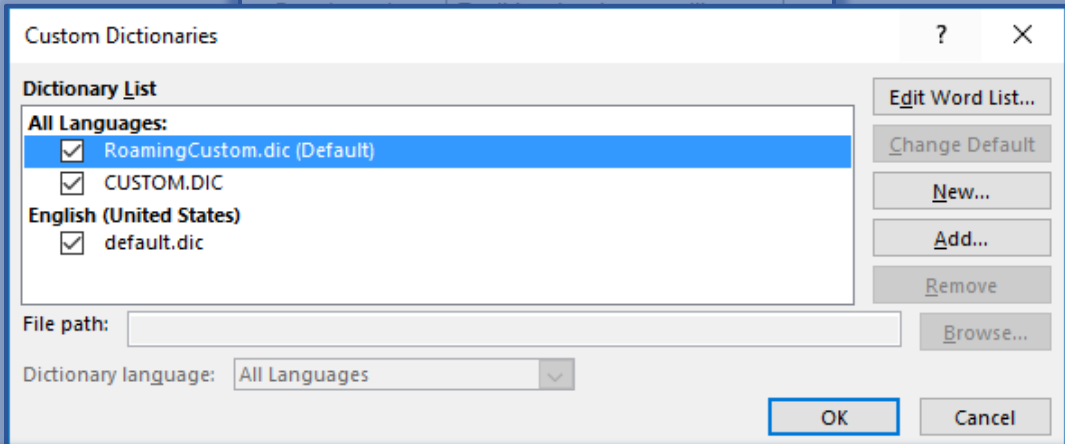 Custom Dictionaries
?
Dictionary List
Edit Word List...
All Languages:
RoamingCustom.dic (Default)
Change Default
CUSTOM.DIC
New...
English (United States)
default.dic
Add...
Remove
File path:
Browse...
Dictionary language: All Languages
OK
Cancel